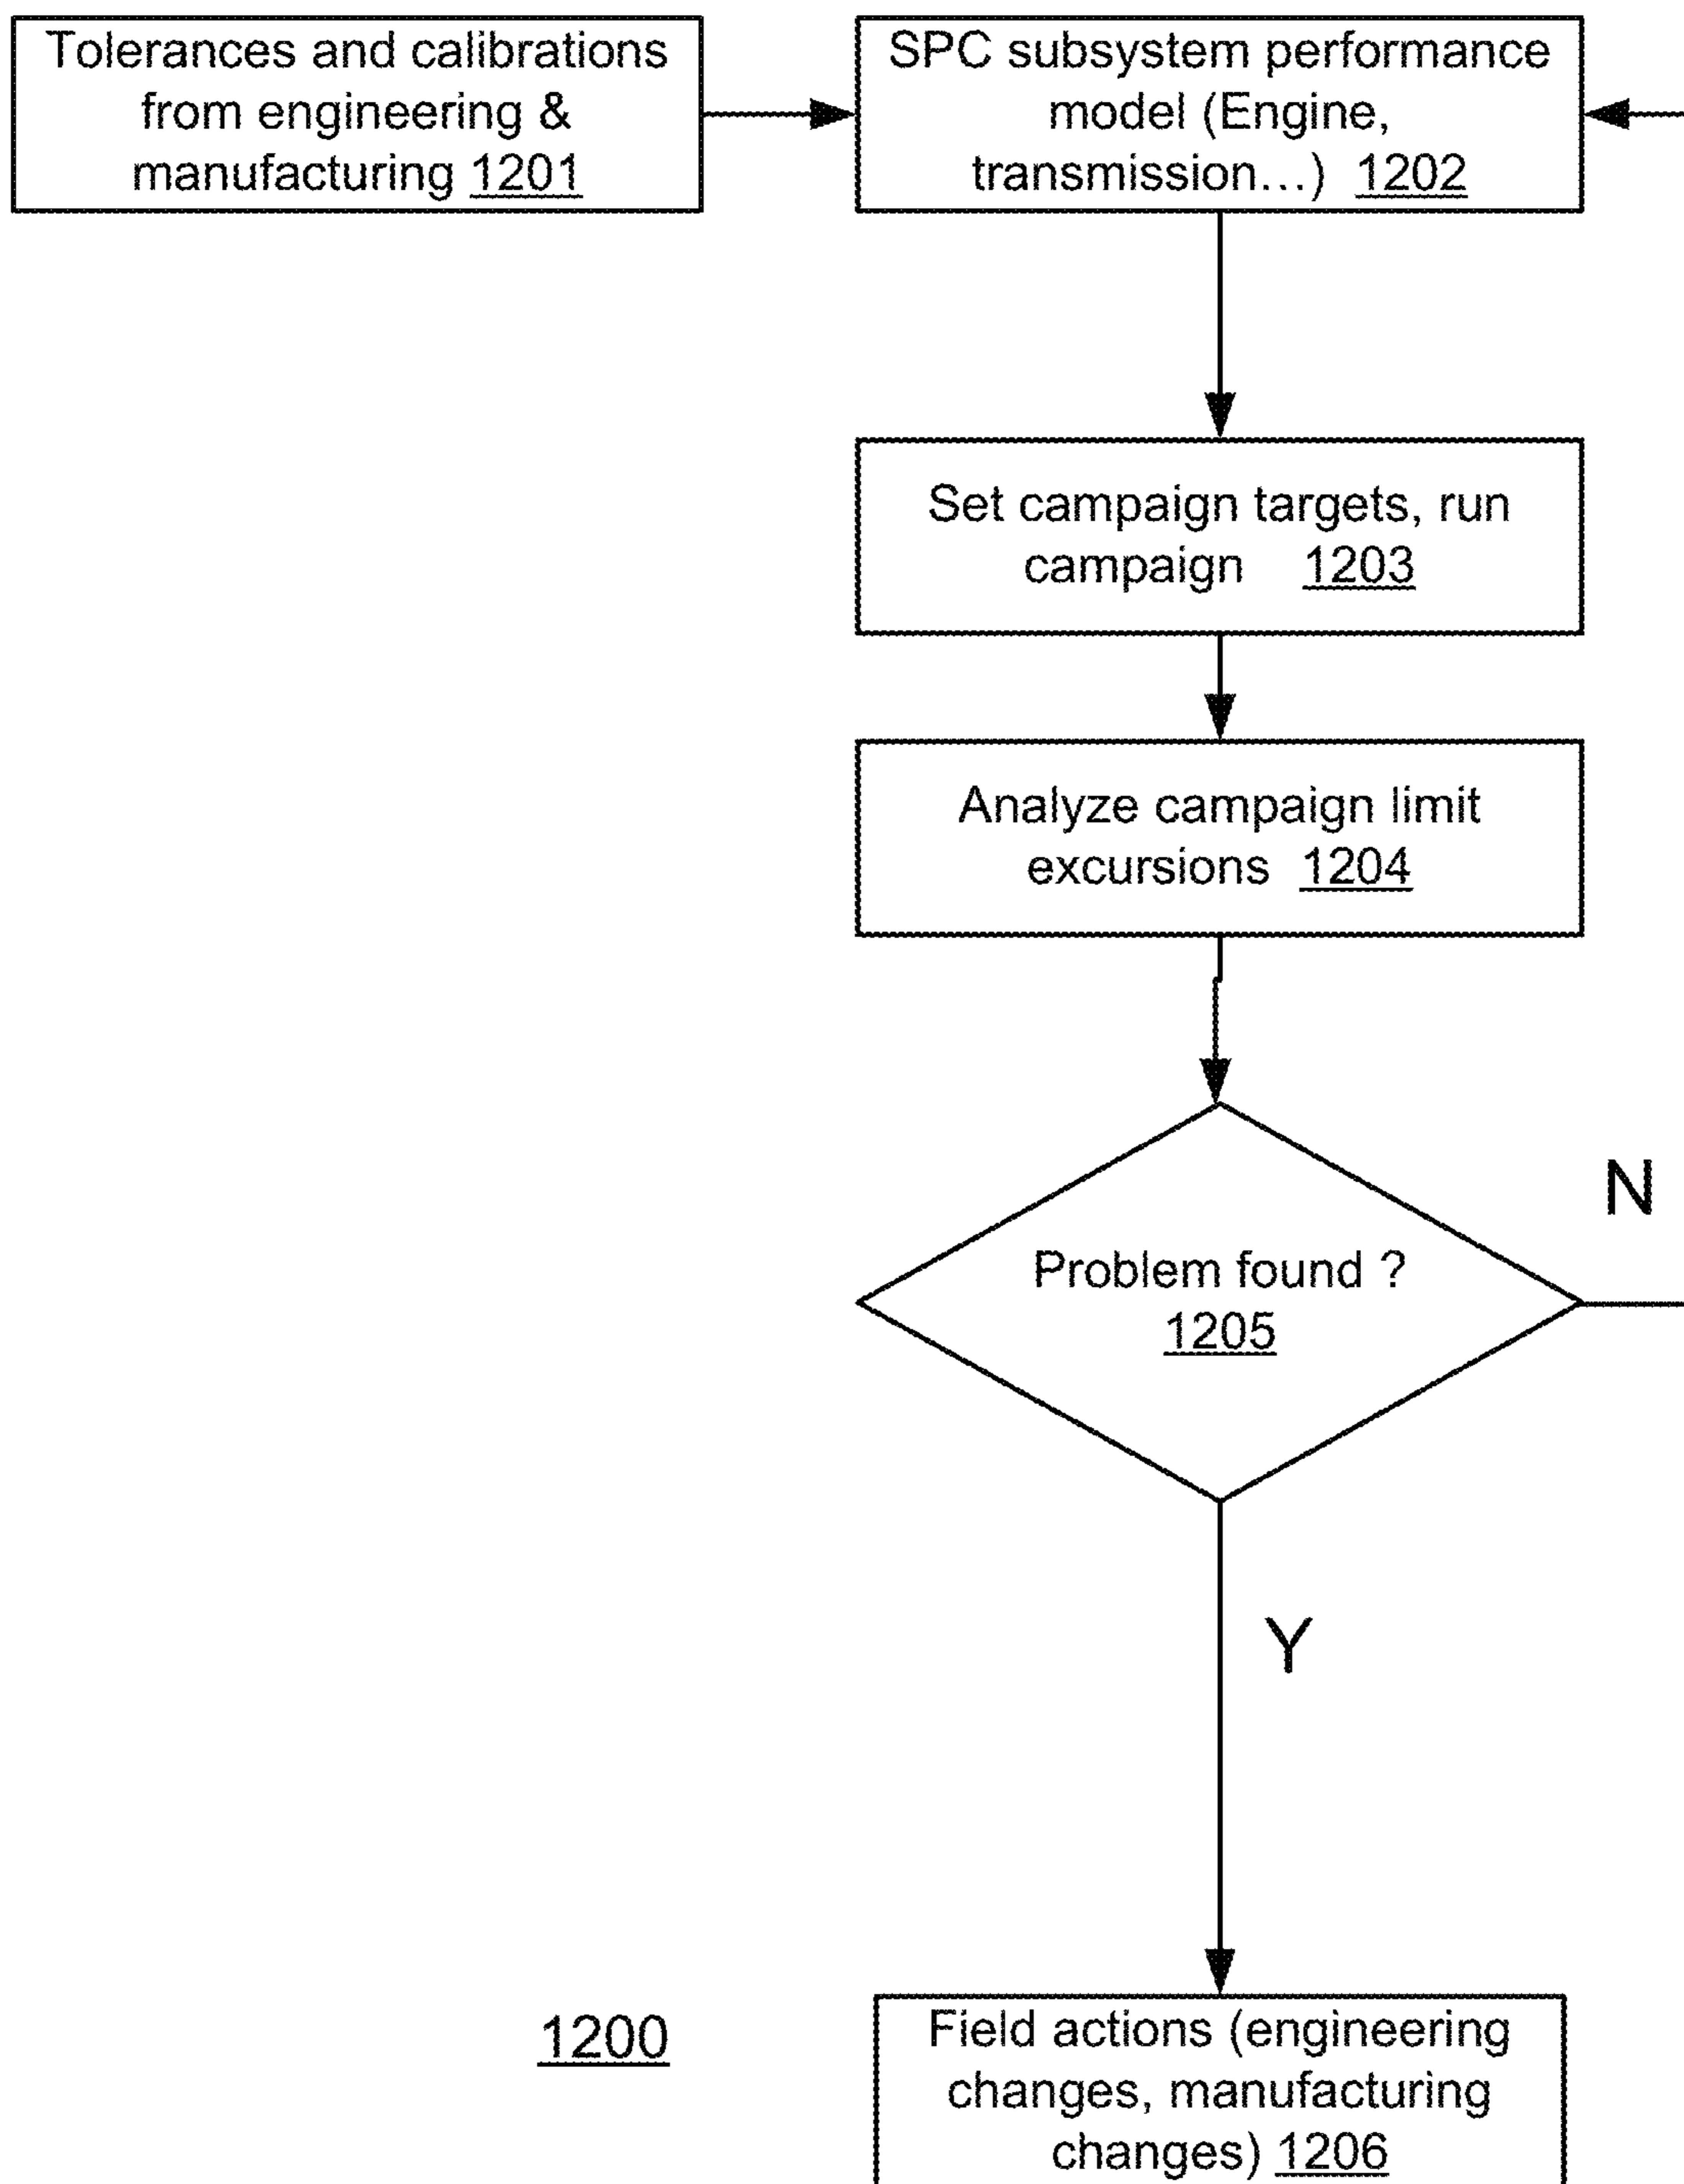 Tolerances and calibrations
from engineering &
manufacturing 1201
SPC subsystem performance
model (Engine,
transmission…) 1202
Set campaign targets, run
campaign 1203
Analyze campaign limit
excursions 1204
N
Problem found ?
1205
Y
1200
Field actions (engineering
changes, manufacturing
changes) 1206